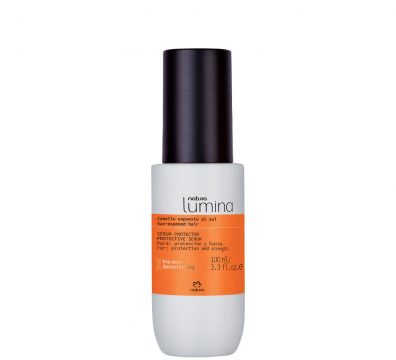 natura
lumina
Cabello expuesto al sol
Sun-exposed hair
SÉRUM PROTECTOR
PROTECTIVE SERUM
Para: protección y fuerza.
For: protection and strength.
100 ml/
3.3 fl.oz.e
Biotechnology
natura